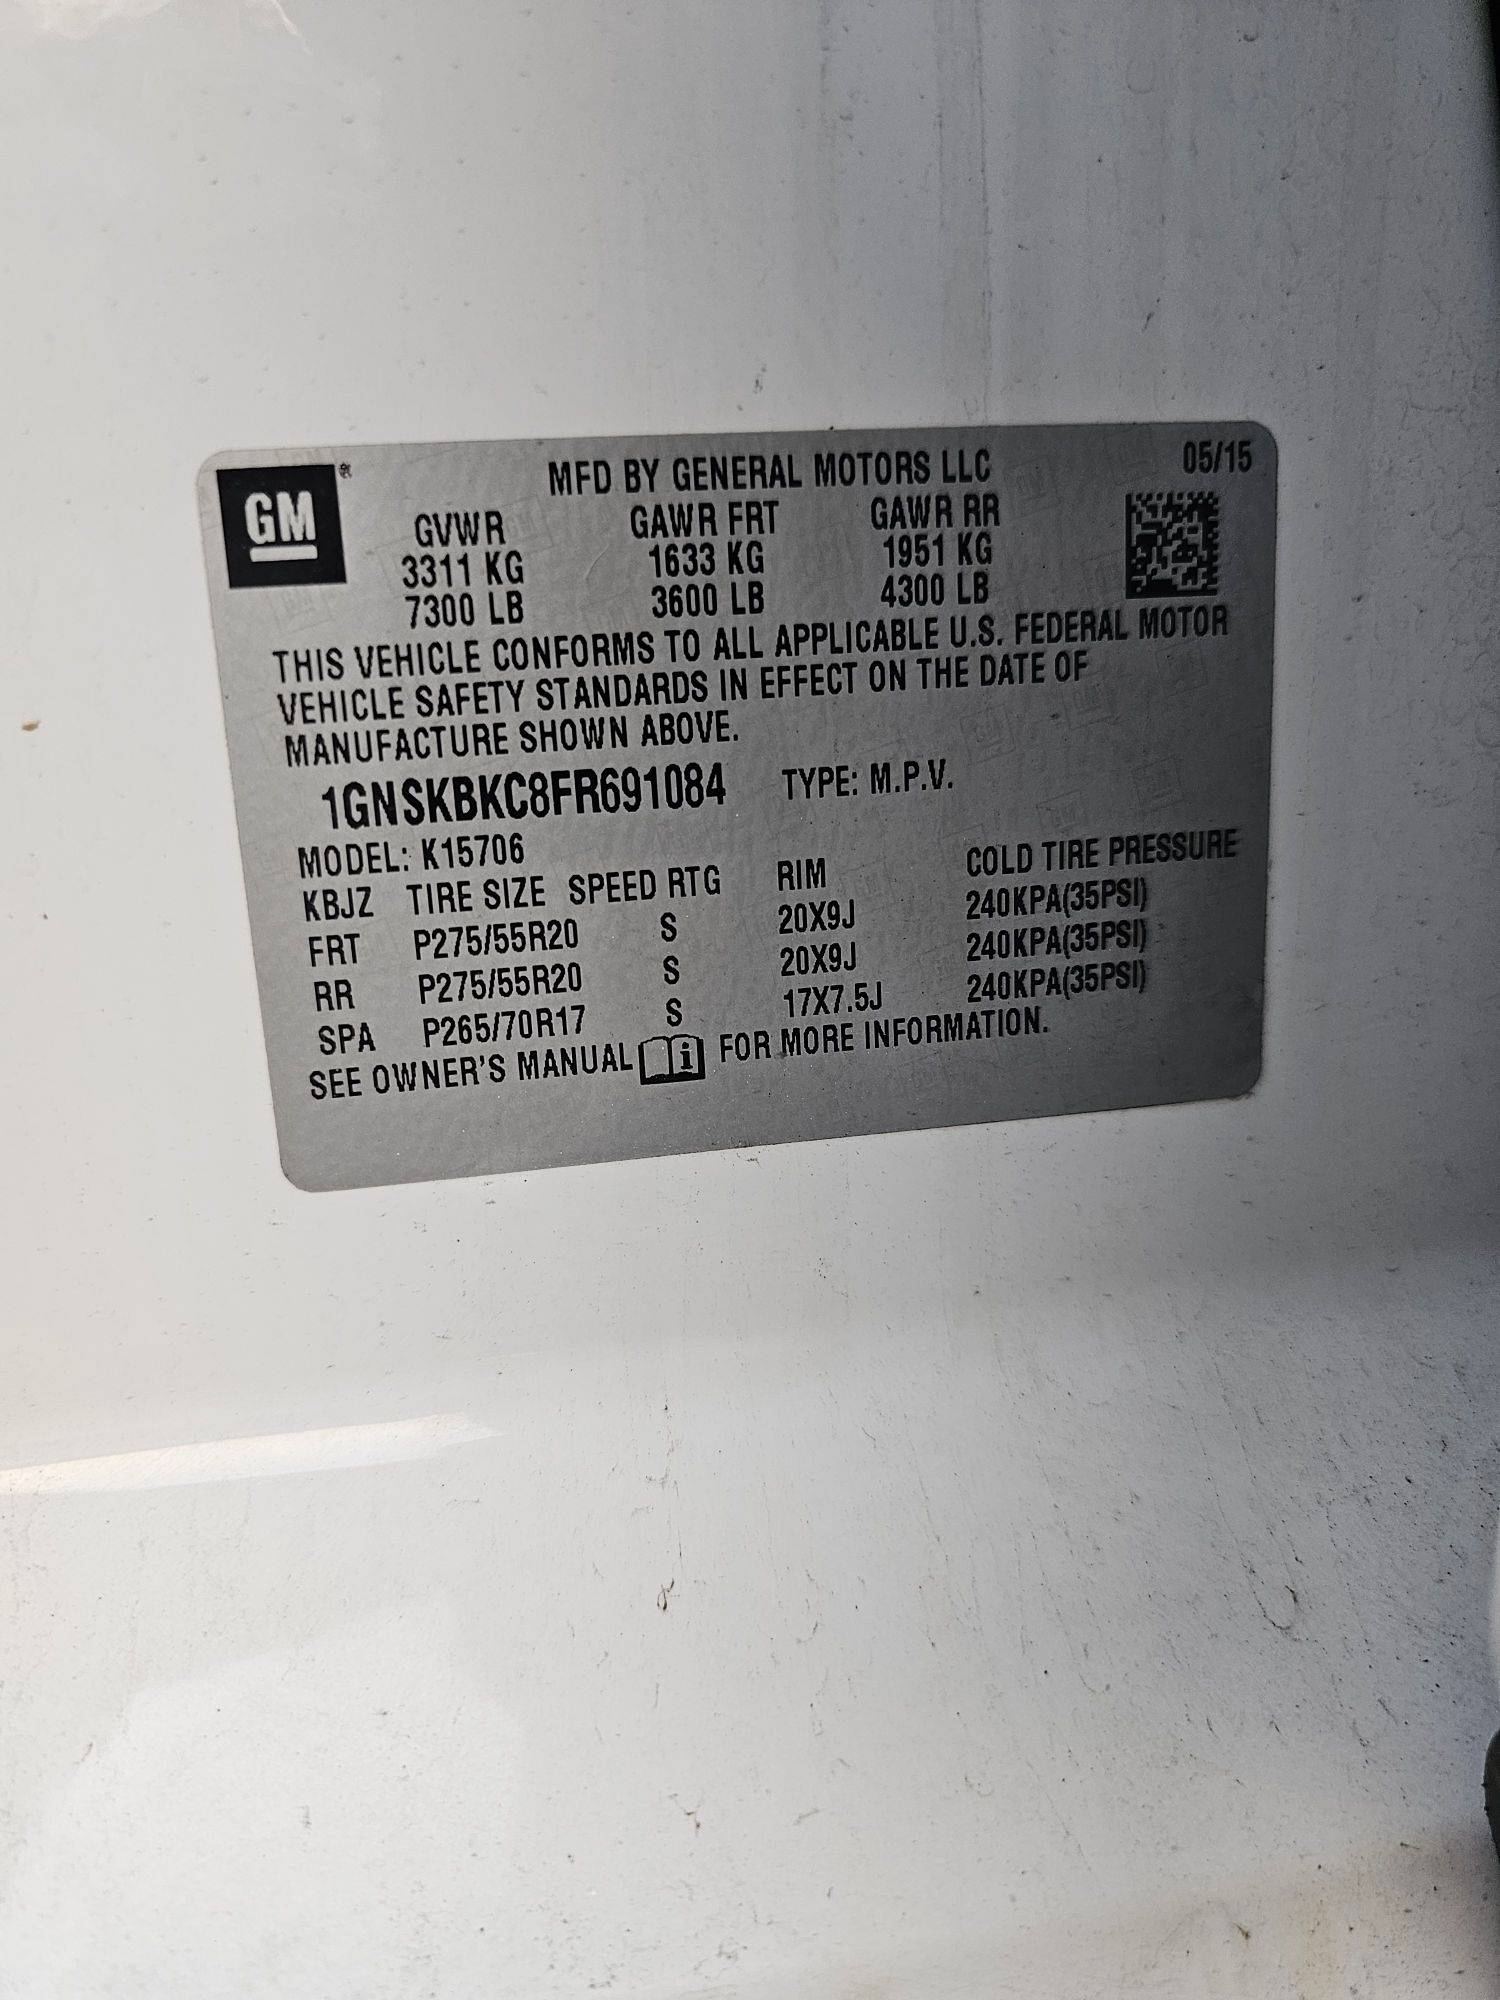 GM
MFD BY GENERAL MOTORS LLC 05/15
GVWR GAWR FRT GAWR RR
3311 KG 1633 KG 1951 KG
7300 LB 3600 LB 4300 LB
THIS VEHICLE CONFORMS TO ALL APPLICABLE U.S. FEDERAL MOTOR
VEHICLE SAFETY STANDARDS IN EFFECT ON THE DATE OF
MANUFACTURE SHOWN ABOVE.
1GNSKBKC8FR691084 TYPE: M.P.V.
MODEL: K15706
KBJZ TIRE SIZE SPEED RTG RIM COLD TIRE PRESSURE
FRT P275/55R20 S 20X9J 240KPA(35PSI)
RR P275/55R20 S 20X9J 240KPA(35PSI)
SPA P265/70R17 S 17X7.5J 240KPA(35PSI)
SEE OWNER'S MANUAL i FOR MORE INFORMATION.